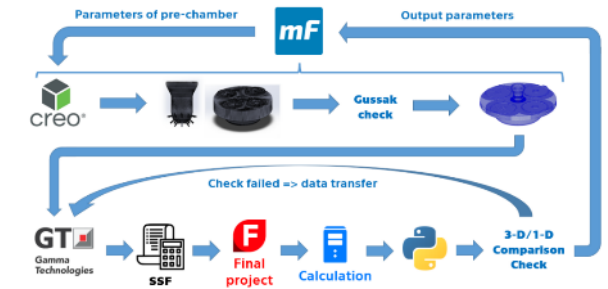 Parameters of pre-chamber
Output parameters
mF
creo®
Gussak
check
Check failed => data transfer
GT
Gamma
Technologies
SSF
F
Final
project
Calculation
3-D/1-D
Comparison
Check